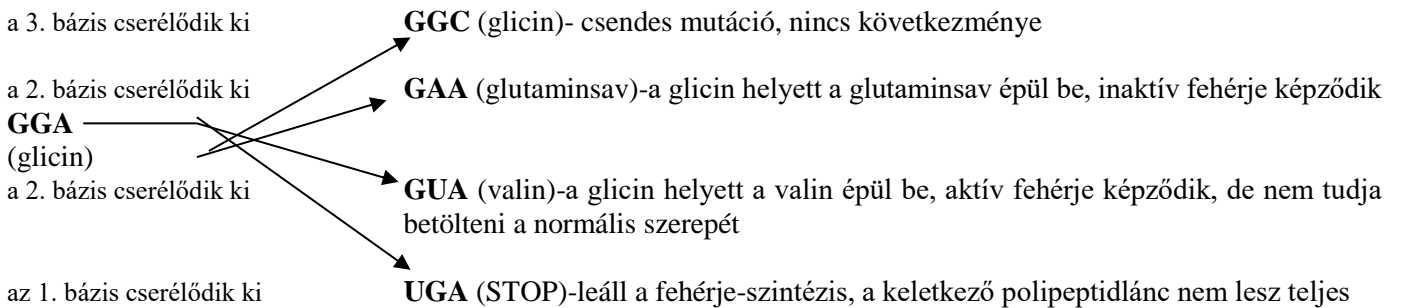 a 3. bázis cserélődik ki GGC (glicin)- csendes mutáció, nincs következménye
a 2. bázis cserélődik ki GAA (glutaminsav)-a glicin helyett a glutaminsav épül be, inaktív fehérje képződik
GGA
(glicin)
a 2. bázis cserélődik ki GUA (valin)-a glicin helyett a valin épül be, aktív fehérje képződik, de nem tudja
betölteni a normális szerepét
az 1. bázis cserélődik ki UGA (STOP)-leáll a fehérje-szintézis, a keletkező polipeptidlánc nem lesz teljes